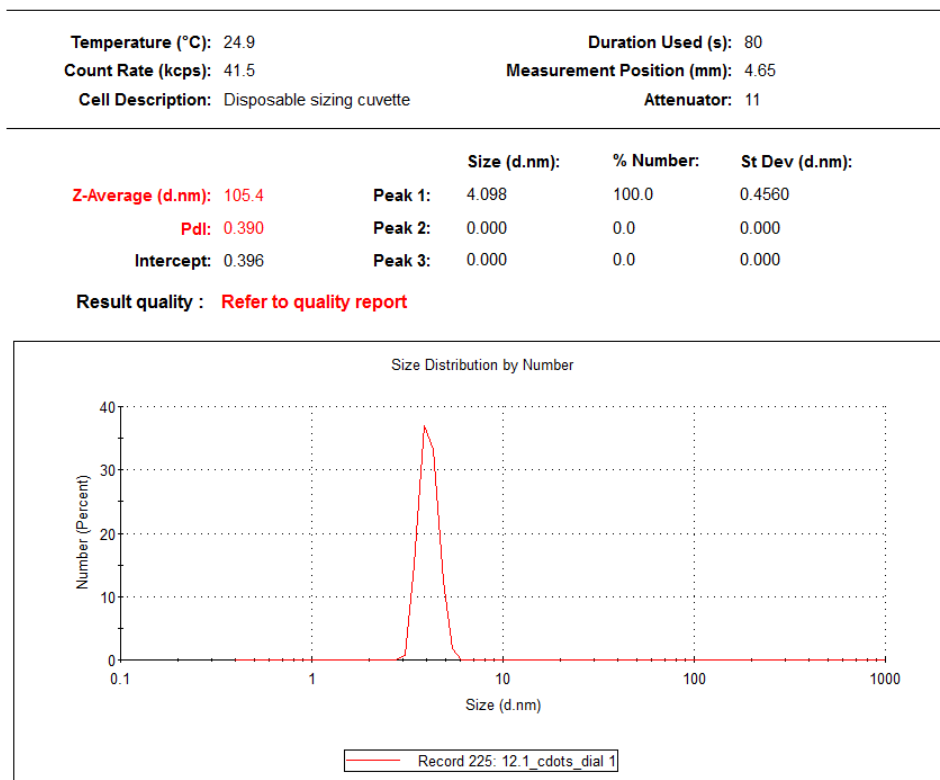 Temperature (°C): 24.9 Duration Used (s): 80
Count Rate (kcps): 41.5 Measurement Position (mm): 4.65
Cell Description: Disposable sizing cuvette Attenuator: 11
Size (d.nm): % Number: St Dev (d.nm):
Z-Average (d.nm): 105.4 Peak 1: 4.098 100.0 0.4560
PdI: 0.390 Peak 2: 0.000 0.0 0.000
Intercept: 0.396 Peak 3: 0.000 0.0 0.000
Result quality : Refer to quality report
Size Distribution by Number
40
30
20
10
0
Number (Percent)
0.1 1 10 100 1000
Size (d.nm)
Record 225: 12.1_cdots_dial 1